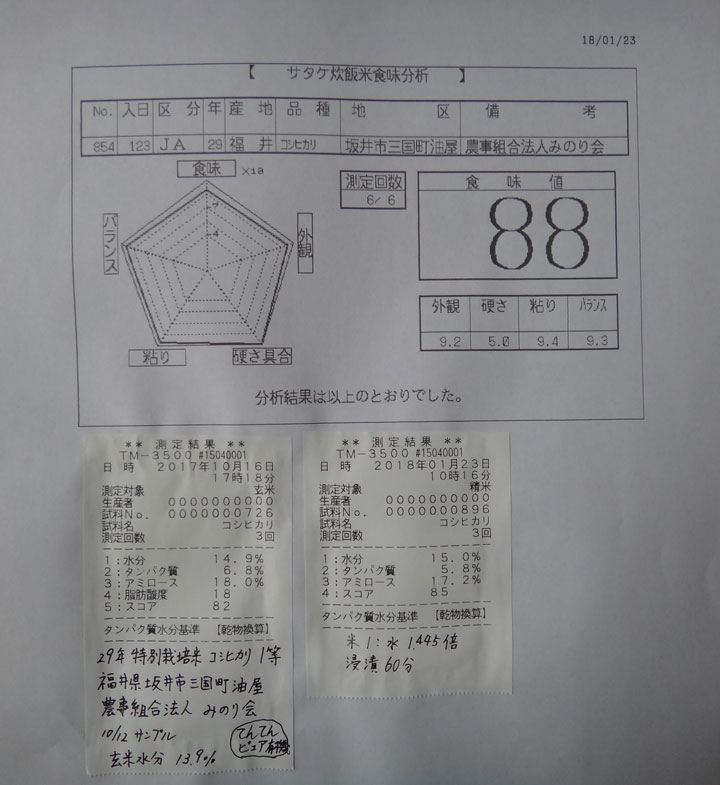 18/01/23
【 サタケ炊飯米食味分析 】
No. 入日 区 分 年 産 地 品 種 地 区 備 考
854 123 JA 29 福 井 コシヒカリ 坂井市三国町油屋 農事組合法人みのり会
食味 ×10
7
4
バランス
外観
粘り
硬さ具合
測定回数
6/ 6
食 味 値
88
外観 硬さ 粘り バランス
9.2 5.0 9.4 9.3
分析結果は以上のとおりでした。
** 測定結果 **
TM-3500 #15040001
日 時 2017年10月16日
17時18分
測定対象 玄米
生産者 0000000000
試料No. 0000000726
試料名 コシヒカリ
測定回数 3回
1:水分 14.9%
2:タンパク質 6.8%
3:アミロース 18.0%
4:脂肪酸度 18
5:スコア 82
タンパク質水分基準 【乾物換算】
29年 特別栽培米 コシヒカリ 1等
福井県坂井市三国町油屋
農事組合法人 みのり会
10/12 サンプル
てんてん
ピュア有機
玄米水分 13.9%
** 測定結果 **
TM-3500 #15040001
日 時 2018年01月23日
10時16分
測定対象 精米
生産者 0000000000
試料No. 0000000896
試料名 コシヒカリ
測定回数 3回
1:水分 15.0%
2:タンパク質 5.8%
3:アミロース 17.2%
4:スコア 85
タンパク質水分基準 【乾物換算】
米1:水 1.445倍
浸漬60分